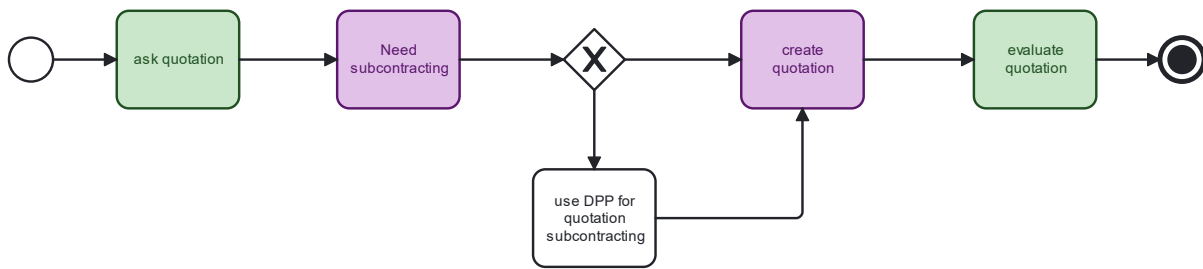 ask quotation
Need
subcontracting
X
create
quotation
evaluate
quotation
use DPP for
quotation
subcontracting